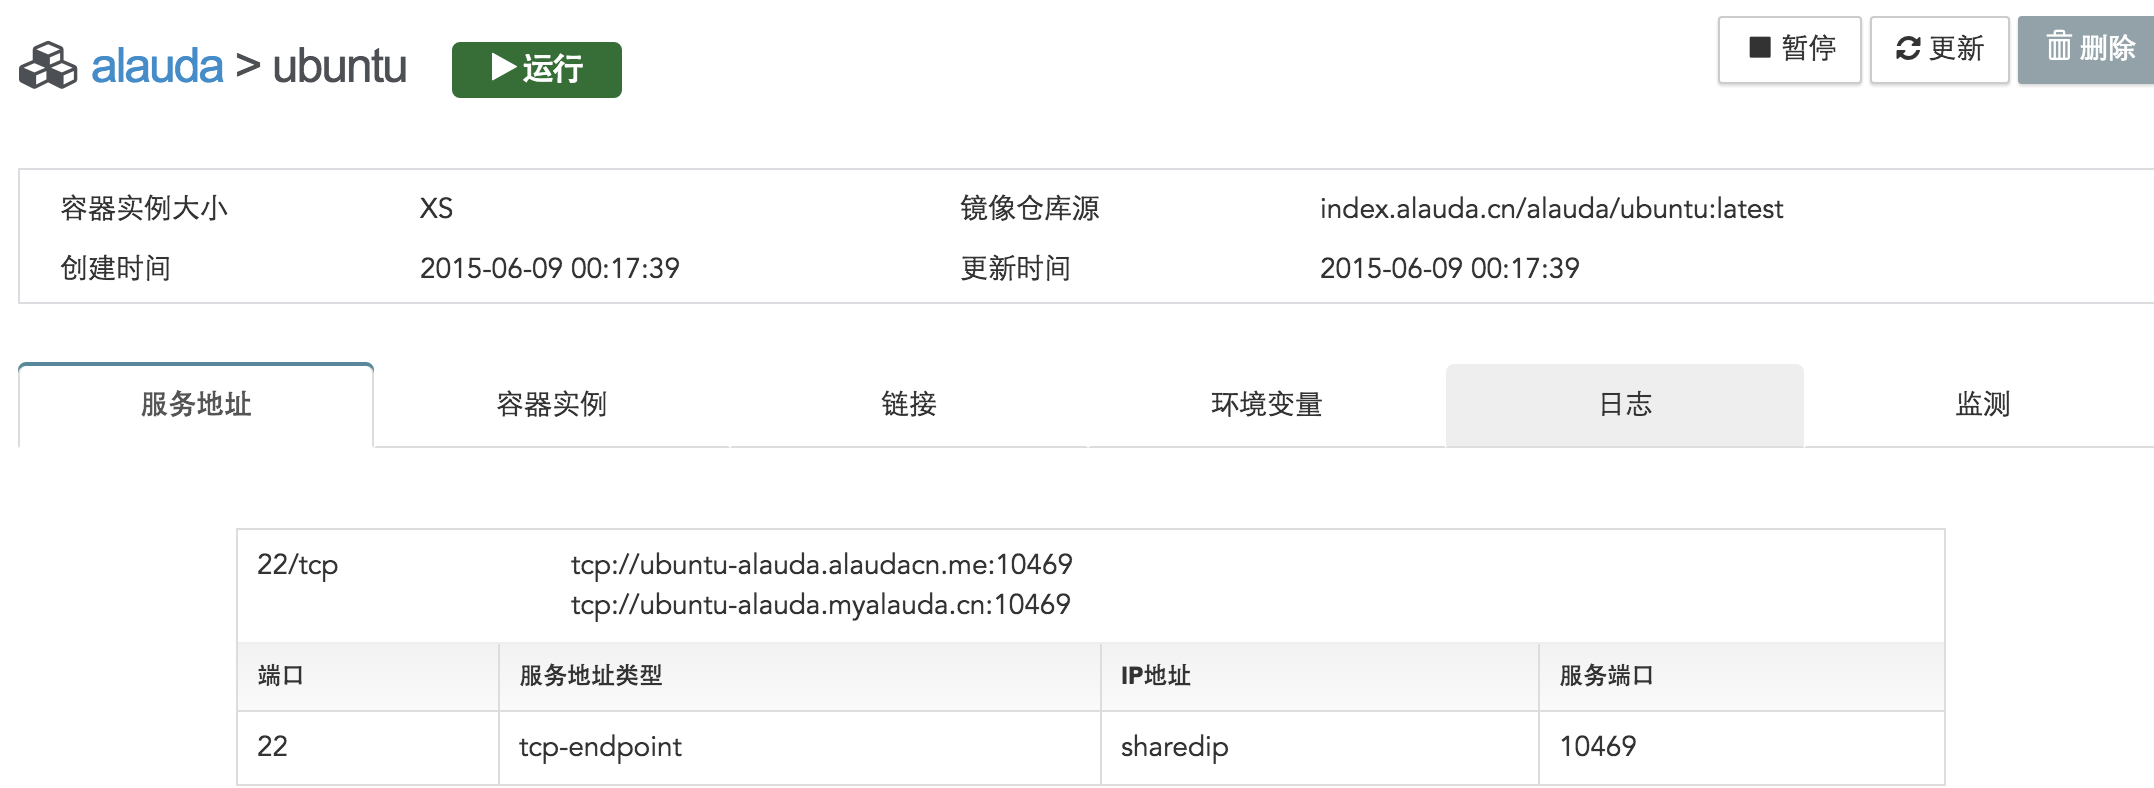 alauda > ubuntu 运行 暂停 更新 删除
容器实例大小 XS 镜像仓库源 index.alauda.cn/alauda/ubuntu:latest
创建时间 2015-06-09 00:17:39 更新时间 2015-06-09 00:17:39
服务地址 容器实例 链接 环境变量 日志 监测
22/tcp tcp://ubuntu-alauda.alaudacn.me:10469
tcp://ubuntu-alauda.myalauda.cn:10469
端口 服务地址类型 IP地址 服务端口
22 tcp-endpoint sharedip 10469